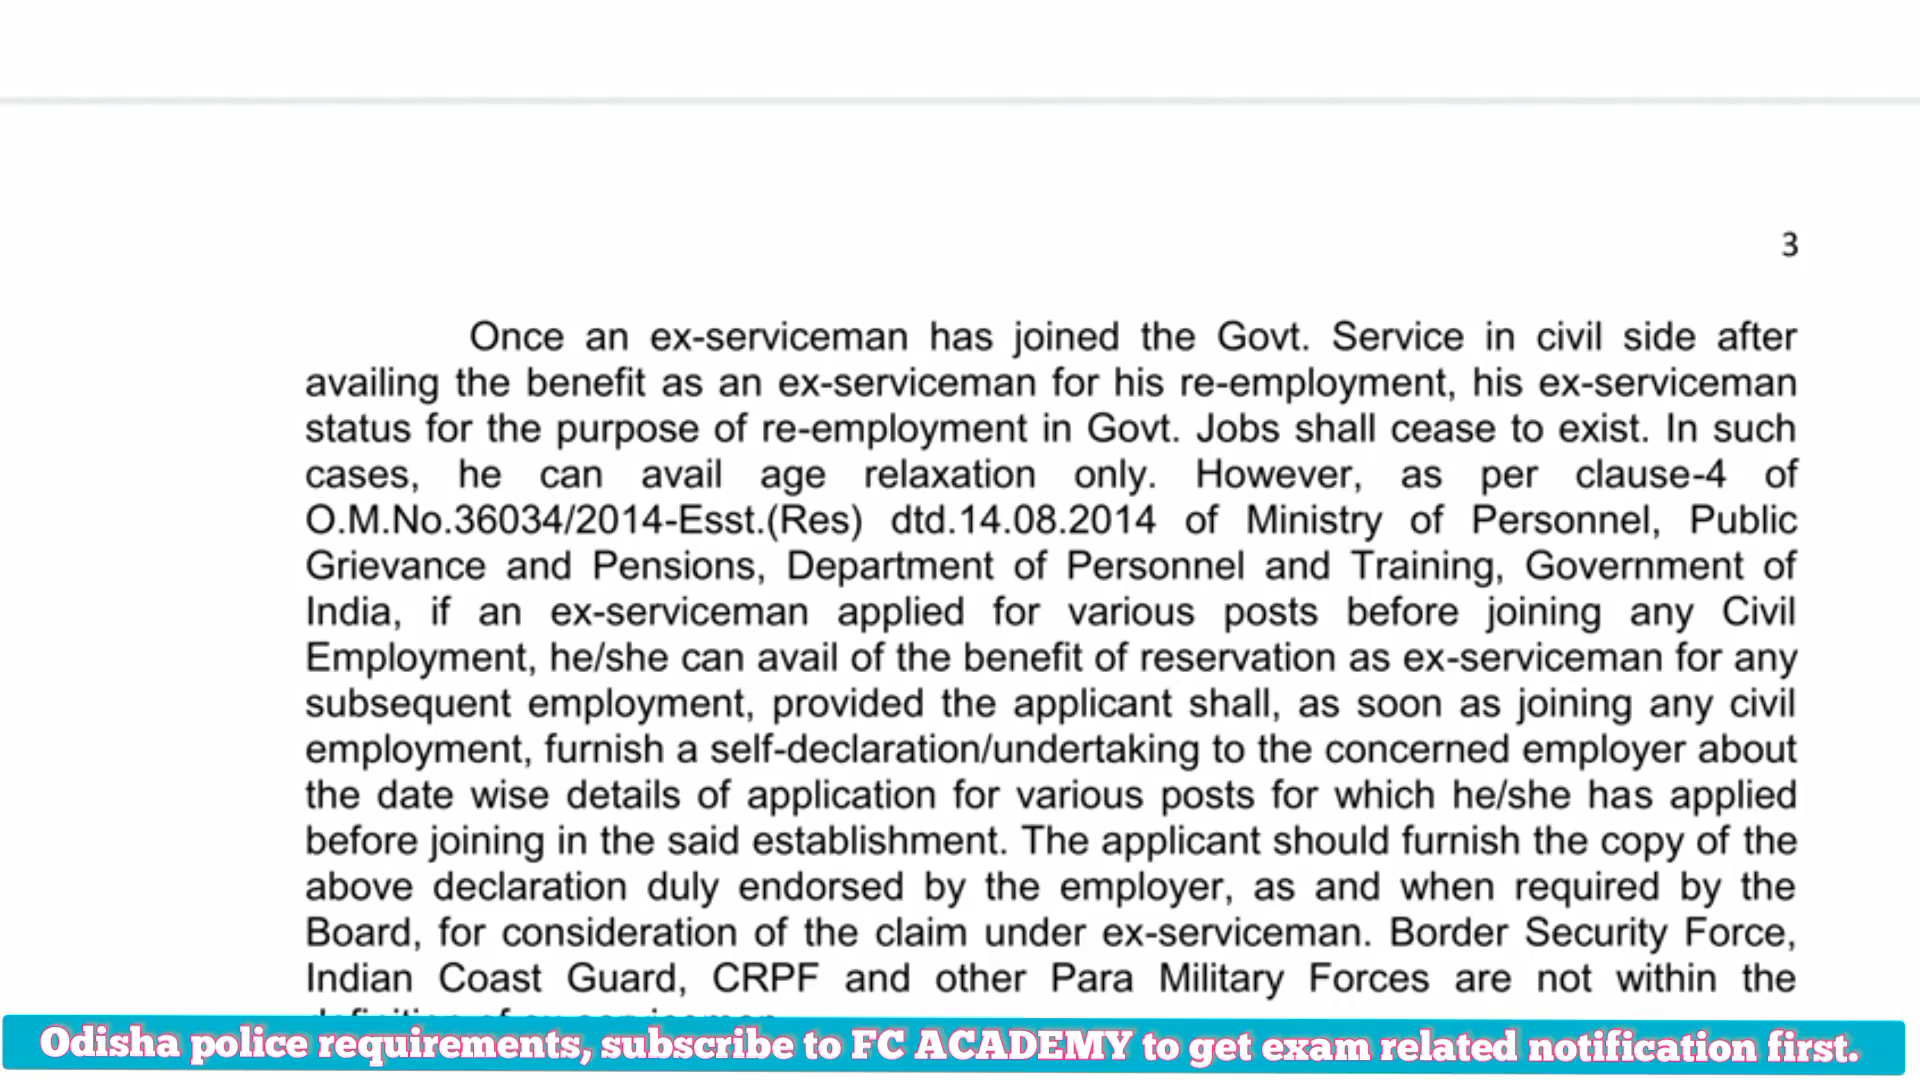 3
Once an ex-serviceman has joined the Govt. Service in civil side after
availing the benefit as an ex-serviceman for his re-employment, his ex-serviceman
status for the purpose of re-employment in Govt. Jobs shall cease to exist. In such
cases, he can avail age relaxation only. However, as per clause-4 of
O.M.No.36034/2014-Esst.(Res) dtd.14.08.2014 of Ministry of Personnel, Public
Grievance and Pensions, Department of Personnel and Training, Government of
India, if an ex-serviceman applied for various posts before joining any Civil
Employment, he/she can avail of the benefit of reservation as ex-serviceman for any
subsequent employment, provided the applicant shall, as soon as joining any civil
employment, furnish a self-declaration/undertaking to the concerned employer about
the date wise details of application for various posts for which he/she has applied
before joining in the said establishment. The applicant should furnish the copy of the
above declaration duly endorsed by the employer, as and when required by the
Board, for consideration of the claim under ex-serviceman. Border Security Force,
Indian Coast Guard, CRPF and other Para Military Forces are not within the
Odisha police requirements, subscribe to FC ACADEMY to get exam related notification first.